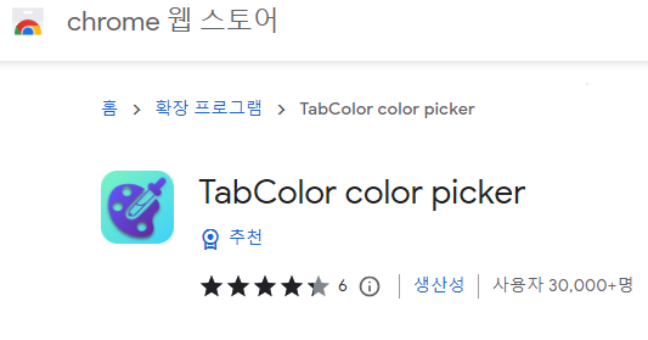 chrome 웹 스토어
홈 > 확장 프로그램 > TabColor color picker
TabColor color picker
추천
6 | 생산성 | 사용자 30,000+명